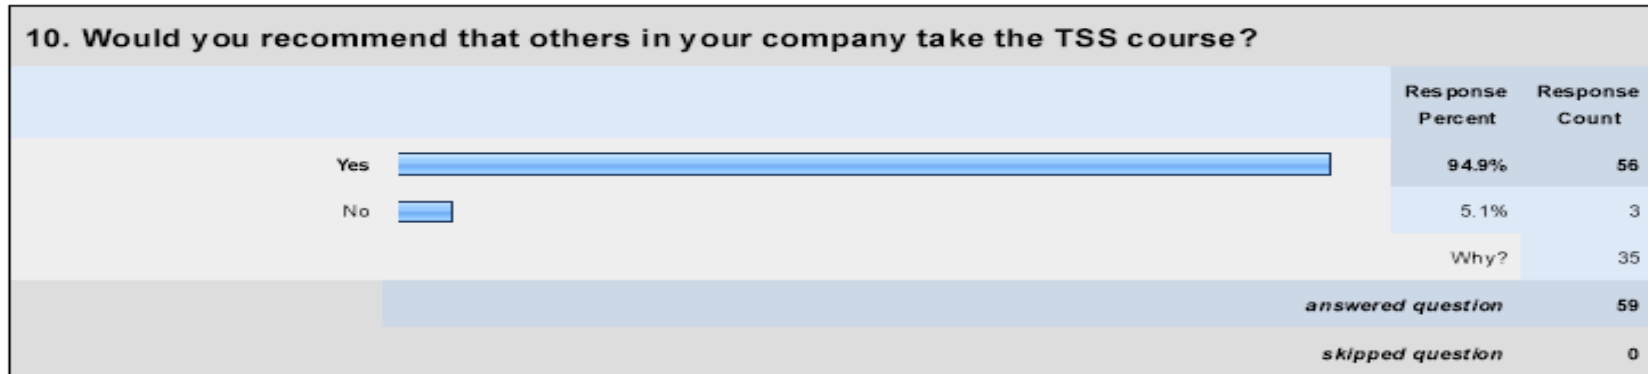 10. Would you recommend that others in your company take the TSS course?
Response Percent Response Count
Yes 94.9% 56
No 5.1% 3
Why? 35
answered question 59
skipped question 0